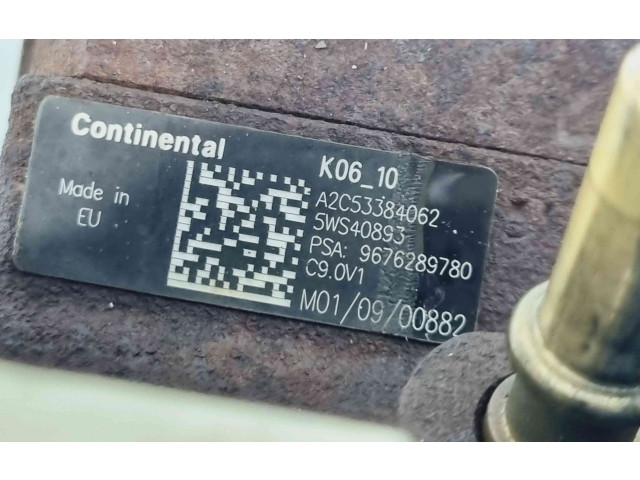 Continental
K06_10
Made in
EU
A2C53384062
5WS40893
PSA: 9676289780
C9.0V1
M01/09/00882